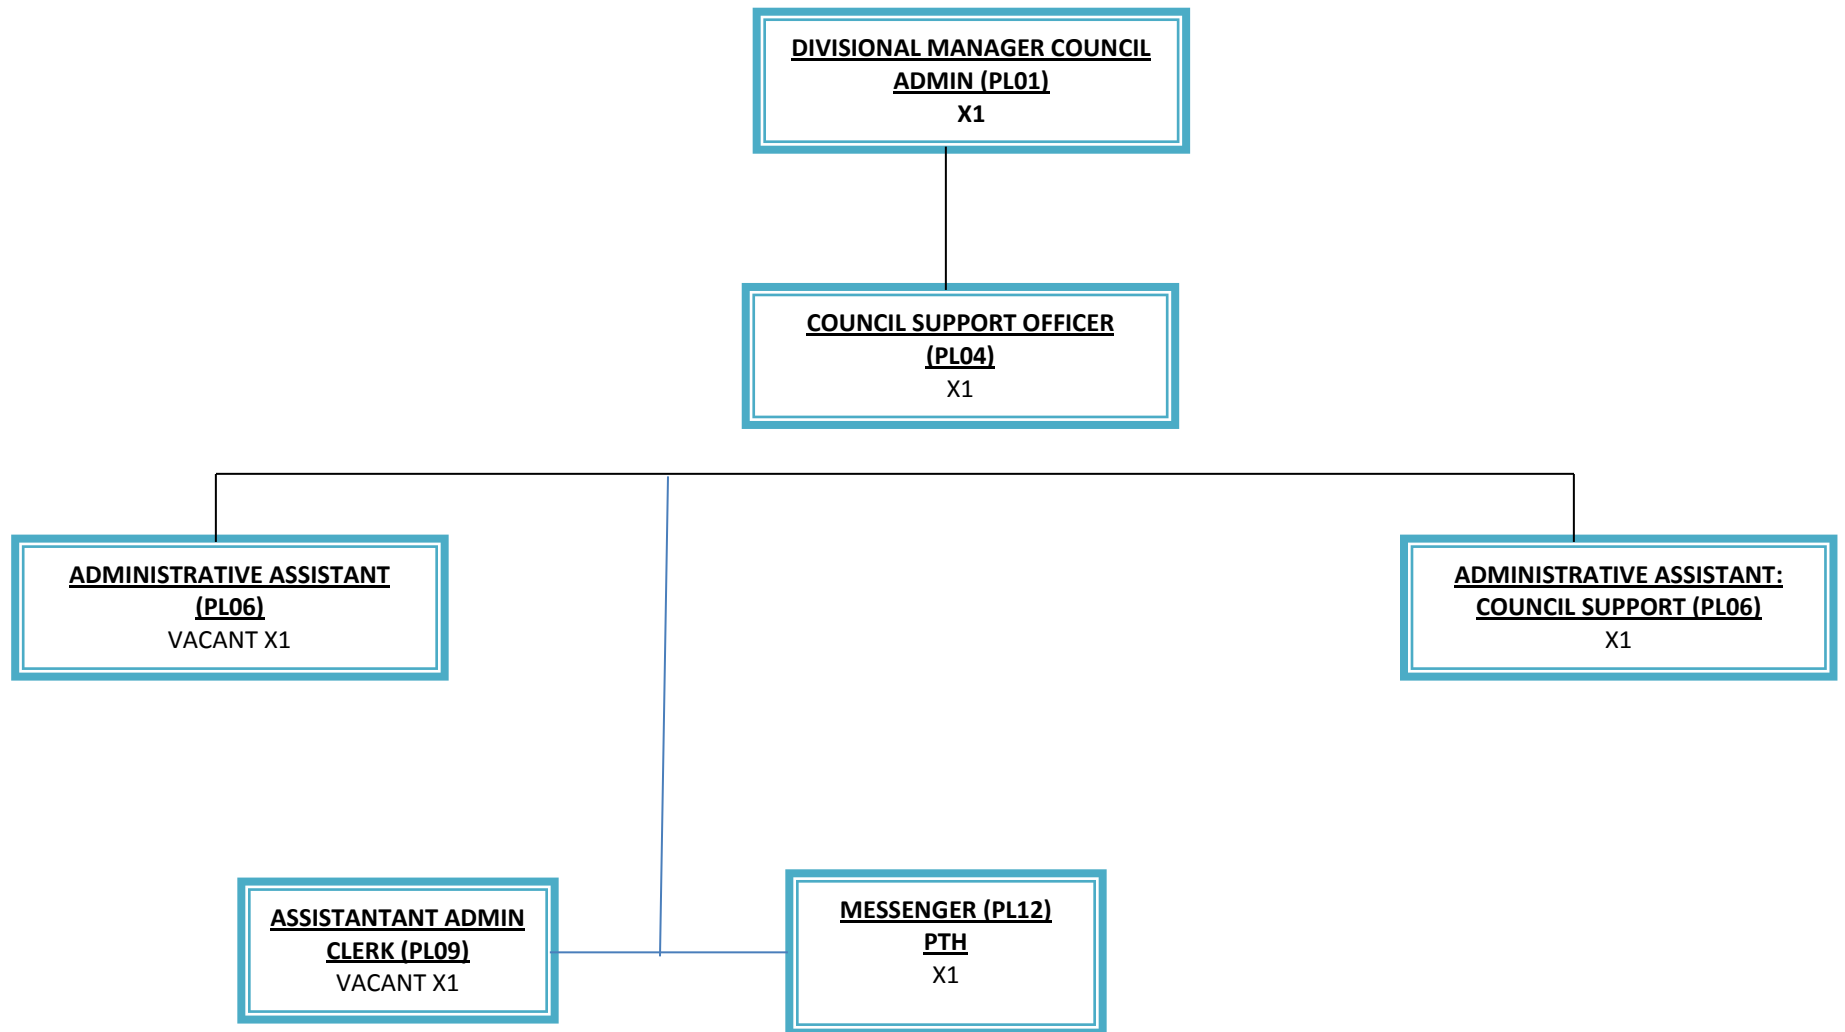 DIVISIONAL MANAGER COUNCIL
ADMIN (PL01)
X1
COUNCIL SUPPORT OFFICER
(PL04)
X1
ADMINISTRATIVE ASSISTANT
(PL06)
VACANT X1
ADMINISTRATIVE ASSISTANT:
COUNCIL SUPPORT (PL06)
X1
ASSISTANTANT ADMIN
CLERK (PL09)
VACANT X1
MESSENGER (PL12)
PTH
X1